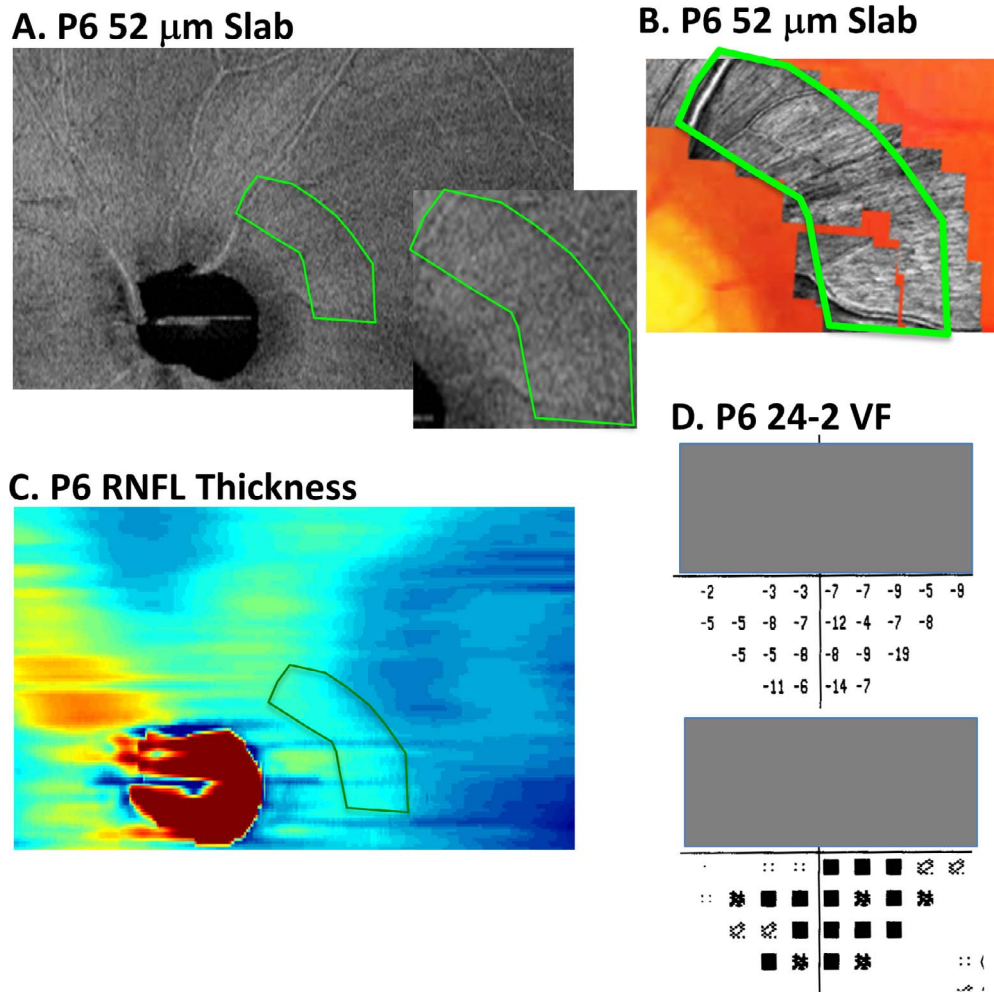 A. P6 52 μm Slab
B. P6 52 μm Slab
C. P6 RNFL Thickness
D. P6 24-2 VF
-2 -3 -3 -7 -7 -9 -5 -9
-5 -5 -8 -7 -12 -4 -7 -8
-5 -5 -8 -8 -9 -19
-11 -6 -14 -7